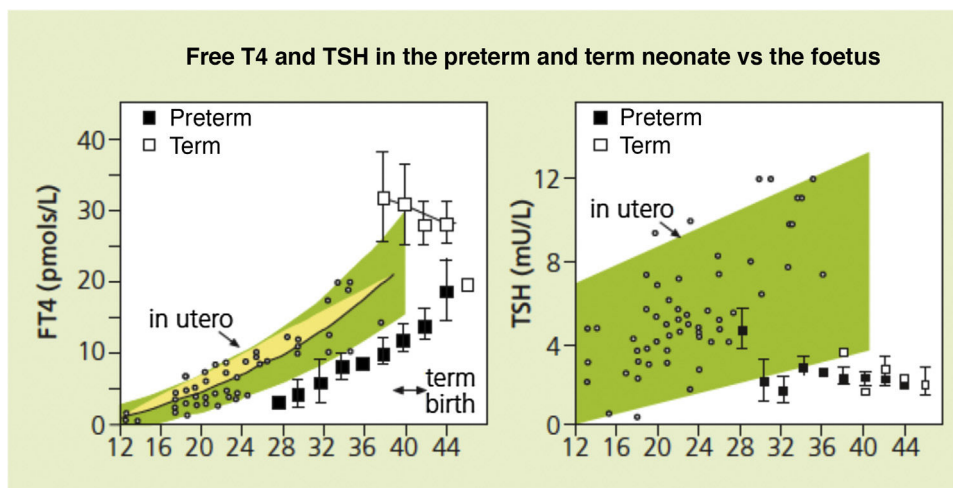 Free T4 and TSH in the preterm and term neonate vs the foetus
FT4 (pmols/L)
40
30
20
10
0
Preterm
Term
in utero
term
birth
12 16 20 24 28 32 36 40 44
TSH (mU/L)
12
8
4
0
Preterm
Term
in utero
12 16 20 24 28 32 36 40 44